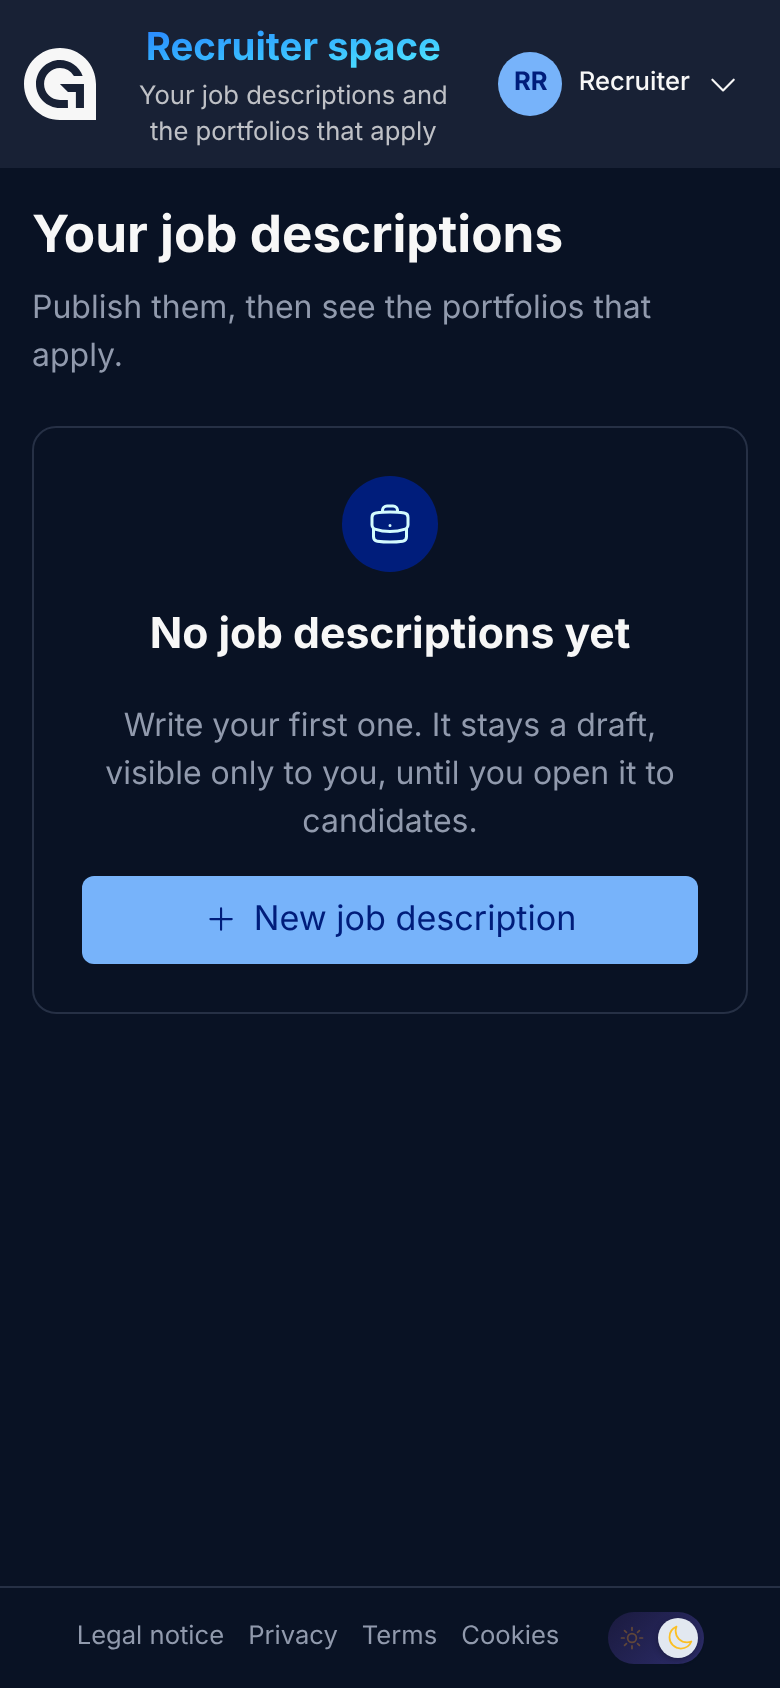 Recruiter space
Your job descriptions and
the portfolios that apply
RR
Recruiter
Your job descriptions
Publish them, then see the portfolios that
apply.
No job descriptions yet
Write your first one. It stays a draft,
visible only to you, until you open it to
candidates.
+ New job description
Legal notice Privacy Terms Cookies